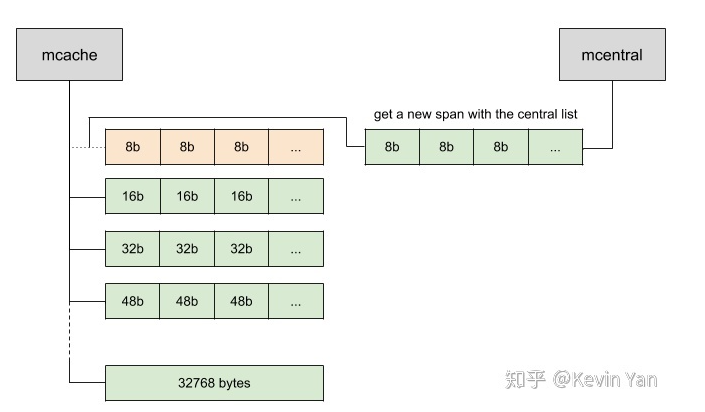 mcache
mcentral
get a new span with the central list
8b 8b 8b ...
8b 8b 8b ...
16b 16b 16b ...
32b 32b 32b ...
48b 48b 48b ...
32768 bytes
知乎 @Kevin Yan